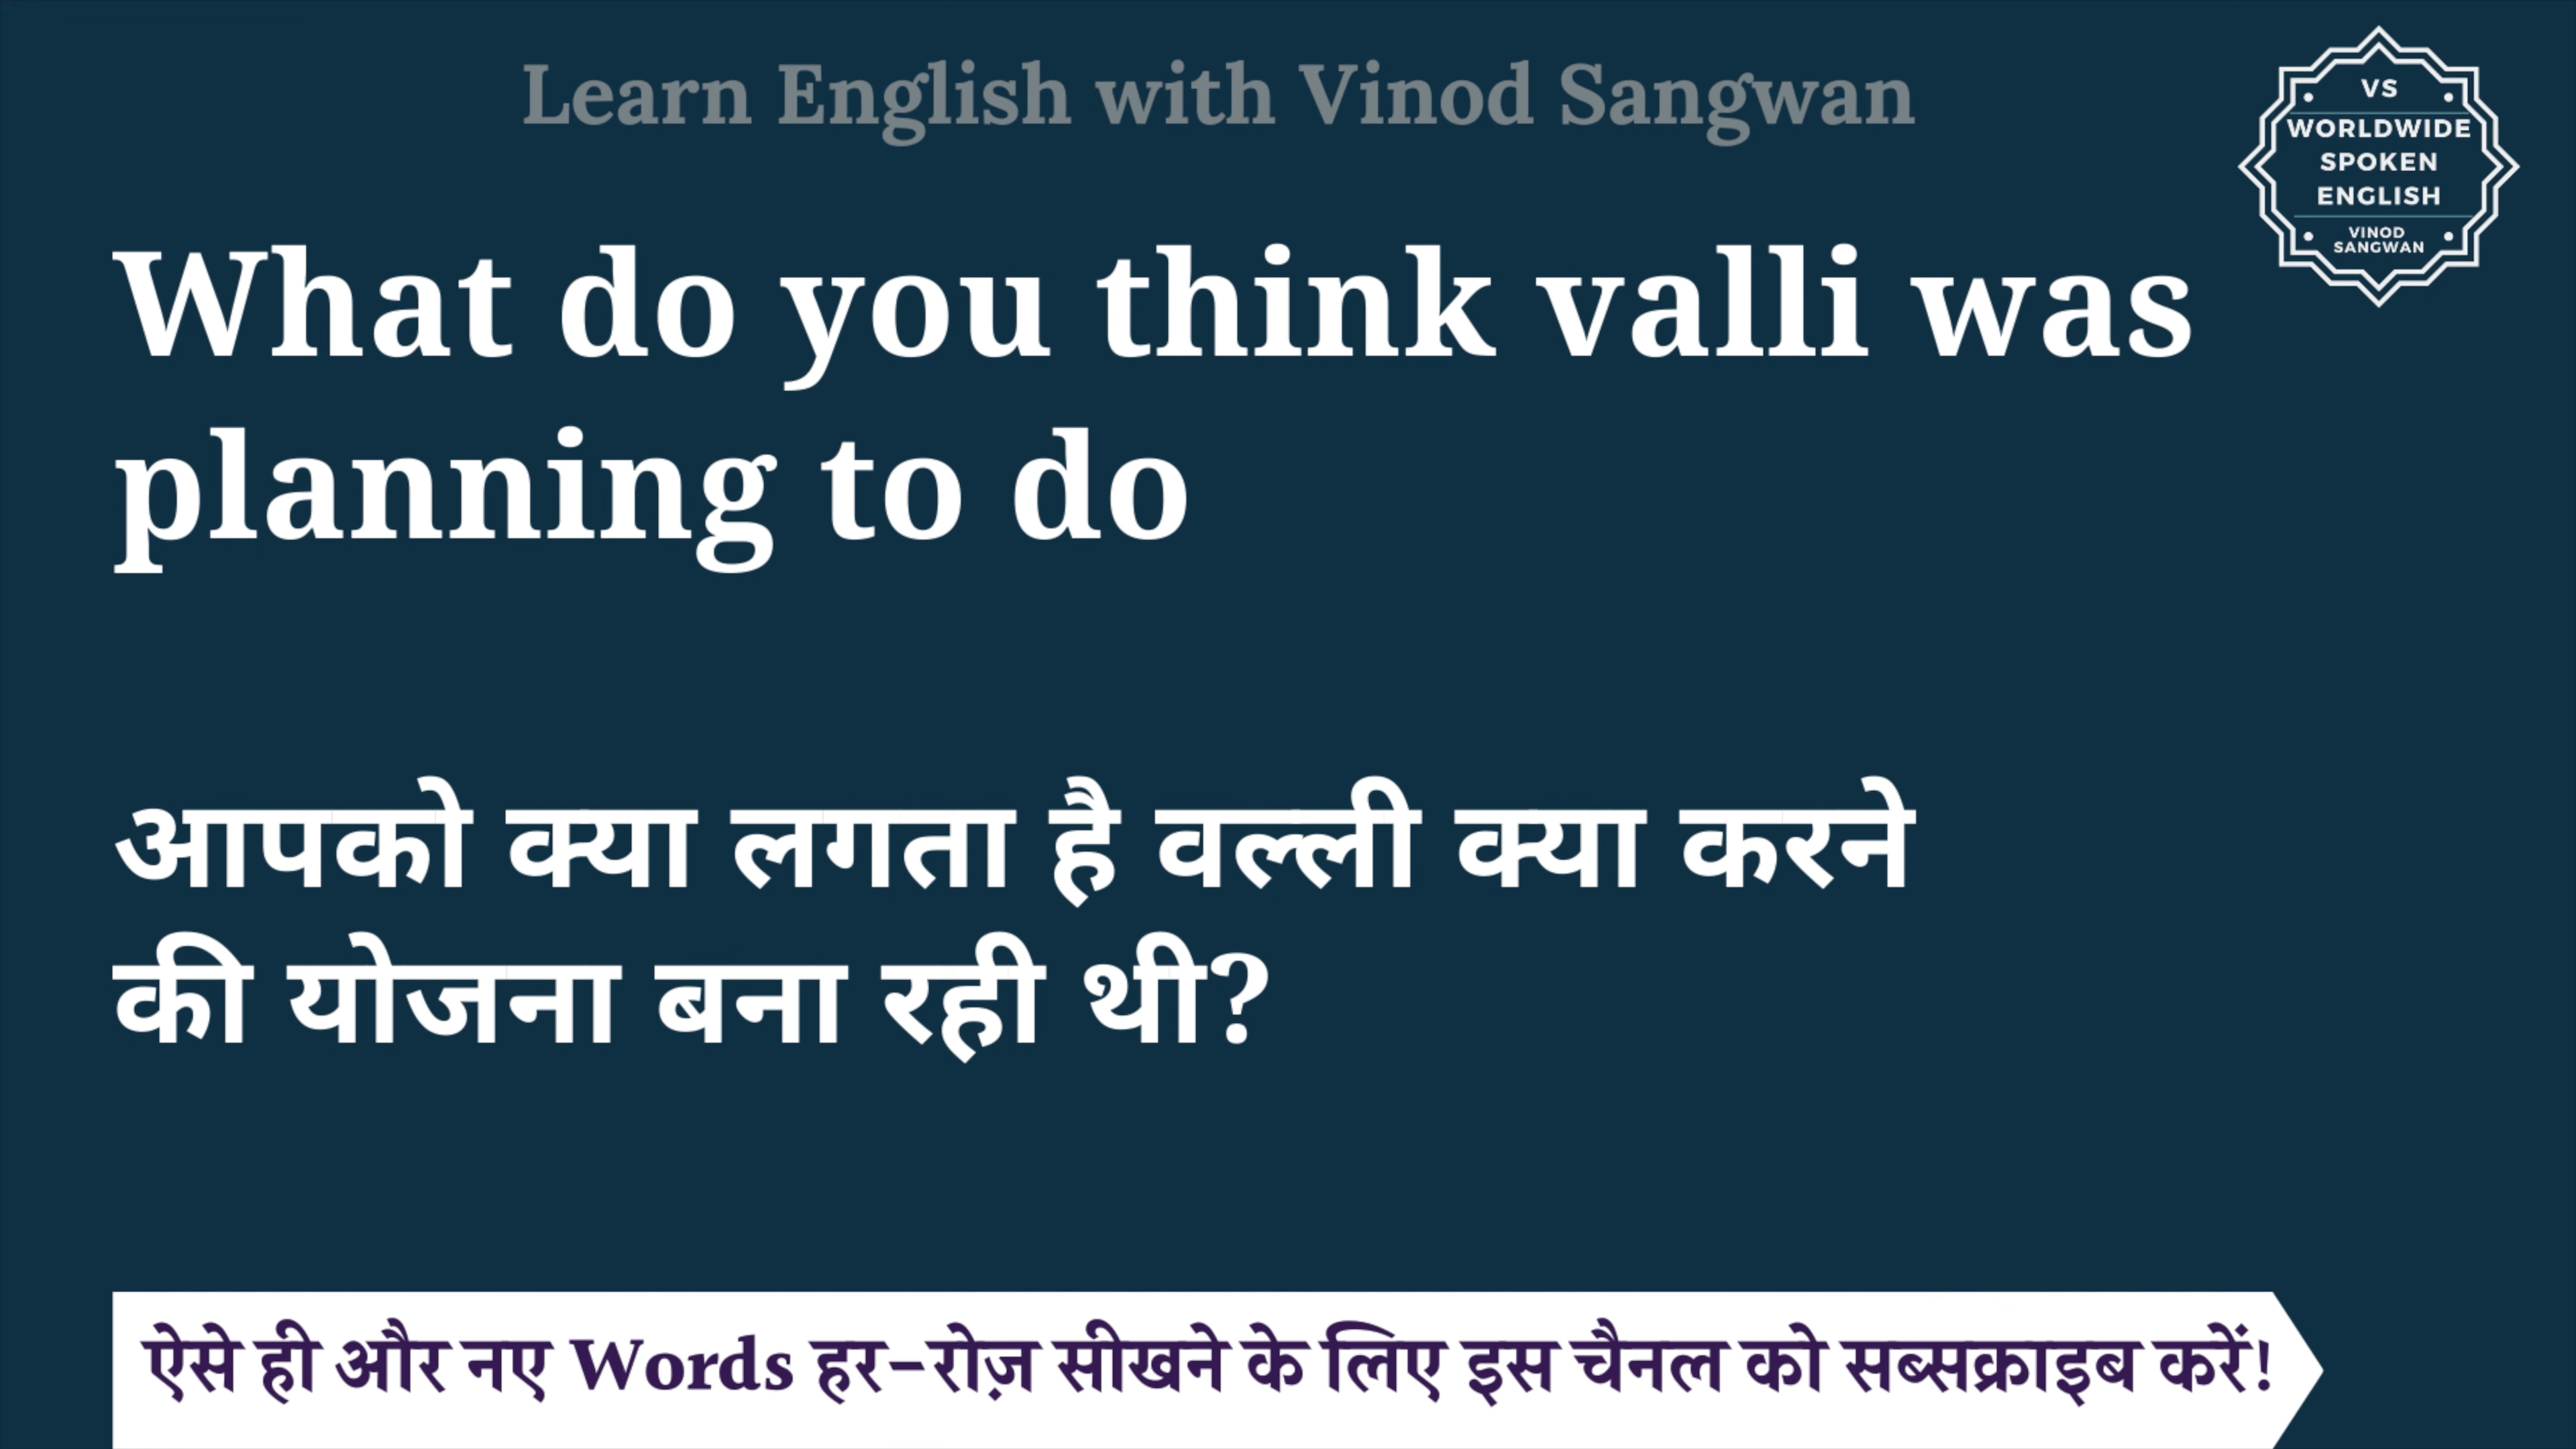 Learn English with Vinod Sangwan
VS
WORLDWIDE
SPOKEN
ENGLISH
VINOD
SANGWAN
What do you think valli was
planning to do
आपको क्या लगता है वल्ली क्या करने
की योजना बना रही थी?
ऐसे ही और नए Words हर-रोज़ सीखने के लिए इस चैनल को सब्सक्राइब करें!